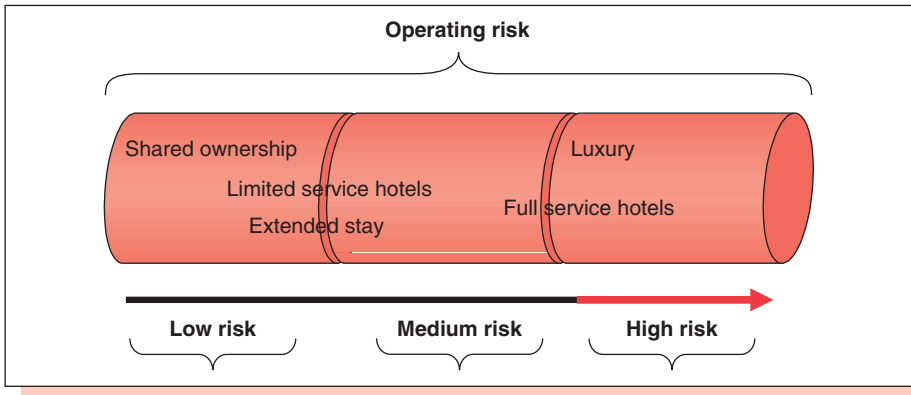 Operating risk
Shared ownership
Luxury
Limited service hotels
Full service hotels
Extended stay
Low risk
Medium risk
High risk